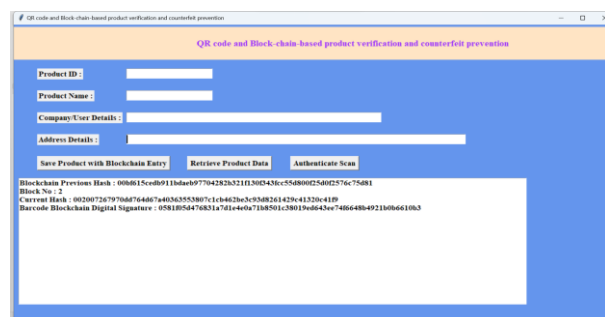 QR code and Block-chain-based product verification and counterfeit prevention
QR code and Block-chain-based product verification and counterfeit prevention
Product ID :
Product Name :
Company/User Details :
Address Details :
Save Product with Blockchain Entry Retrieve Product Data Authenticate Scan
Blockchain Previous Hash : 00bf615cedb911bdaeb97704282b321f130f343fcc55d800f25d0f2576c75d81
Block No : 2
Current Hash : 002007267970dd764d67a40363553807c1cb462be3c93d8261429c41320c41f9
Barcode Blockchain Digital Signature : 0581f05d476831a7d1e4e0a71b8501c38019ed643ee74f6648b4921b0b6610b3